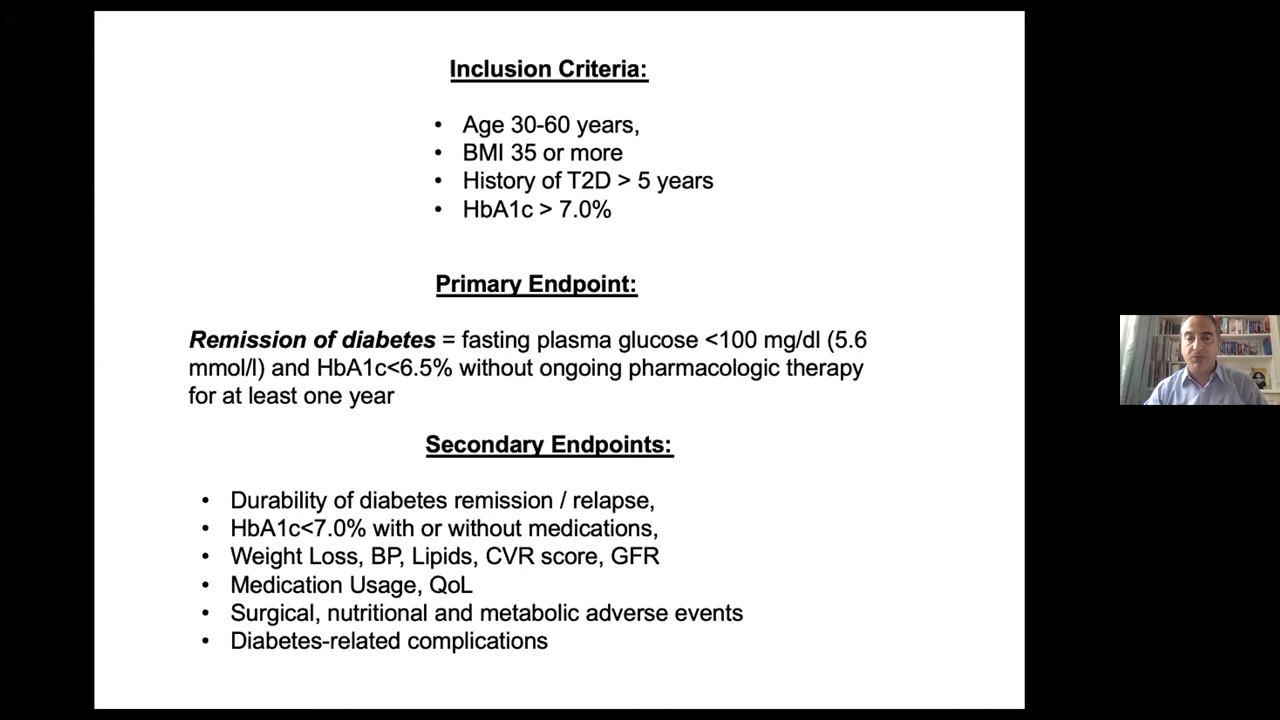 Inclusion Criteria:
• Age 30-60 years,
• BMI 35 or more
• History of T2D > 5 years
• HbA1c > 7.0%
Primary Endpoint:
Remission of diabetes = fasting plasma glucose <100 mg/dl (5.6
mmol/l) and HbA1c<6.5% without ongoing pharmacologic therapy
for at least one year
Secondary Endpoints:
• Durability of diabetes remission / relapse,
• HbA1c<7.0% with or without medications,
• Weight Loss, BP, Lipids, CVR score, GFR
• Medication Usage, QoL
• Surgical, nutritional and metabolic adverse events
• Diabetes-related complications